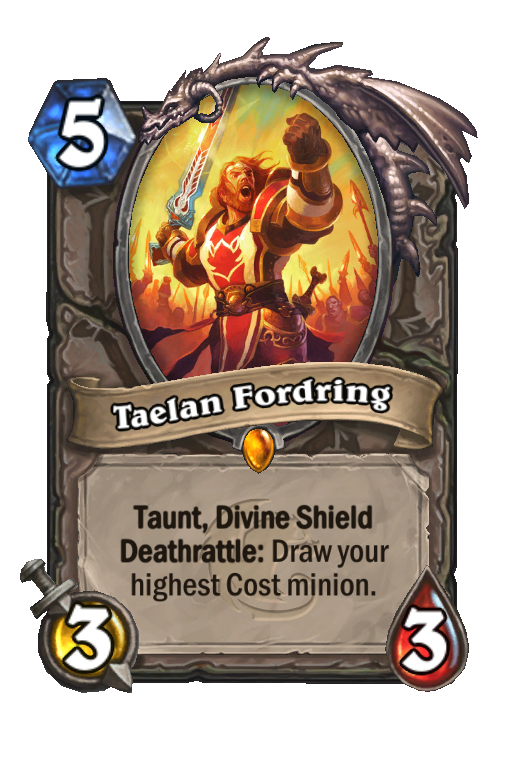 5
Taelan Fordring
Taunt, Divine Shield
Deathrattle: Draw your
highest Cost minion.
3
3